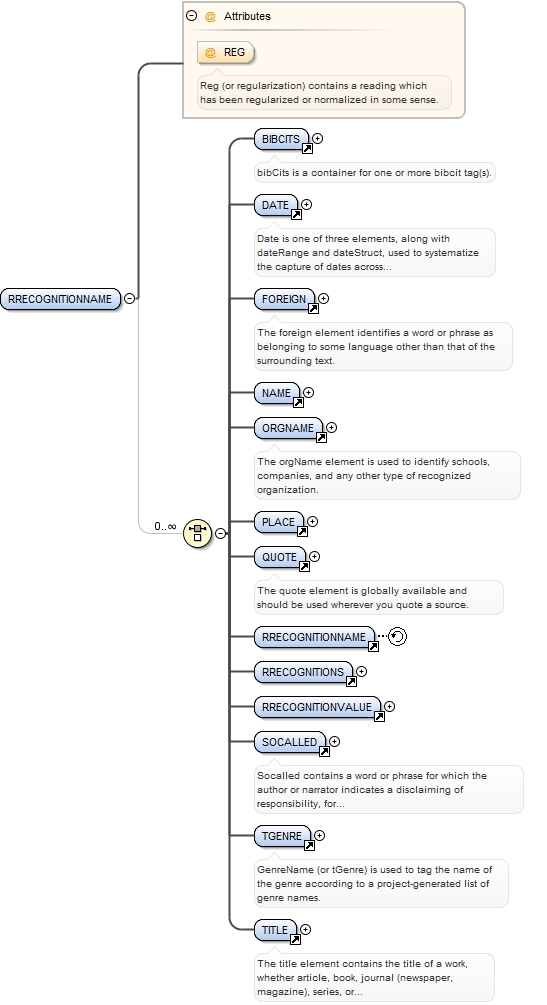 Attributes
REG
Reg (or regularization) contains a reading which
has been regularized or normalized in some sense.
BIBCITS
bibCits is a container for one or more bibcit tag(s).
DATE
Date is one of three elements, along with
dateRange and dateStruct, used to systematize
the capture of dates across...
RRECOGNITIONNAME
FOREIGN
The foreign element identifies a word or phrase as
belonging to some language other than that of the
surrounding text.
NAME
ORGNAME
The orgName element is used to identify schools,
companies, and any other type of recognized
organization.
0..∞
PLACE
QUOTE
The quote element is globally available and
should be used wherever you quote a source.
RRECOGNITIONNAME
RRECOGNITIONS
RRECOGNITIONVALUE
SOCALLED
Socalled contains a word or phrase for which the
author or narrator indicates a disclaiming of
responsibility, for...
TGENRE
GenreName (or tGenre) is used to tag the name of
the genre according to a project-generated list of
genre names.
TITLE
The title element contains the title of a work,
whether article, book, journal (newspaper,
magazine), series, or...